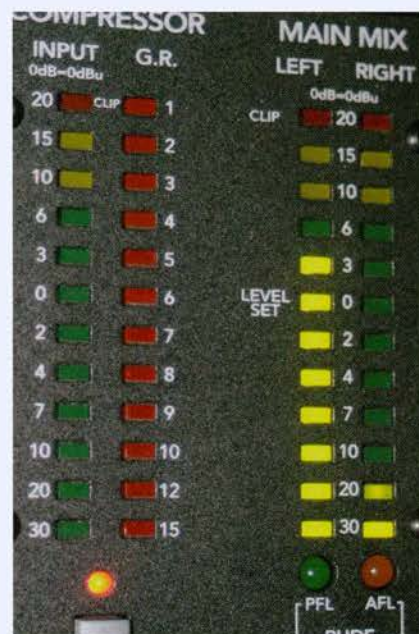 COMPRESSOR
INPUT G.R.
0dB=0dBu
20 CLIP 1
15 2
10 3
6 4
3 5
0 6
2 7
4 8
7 9
10 10
20 12
30 15
MAIN MIX
LEFT RIGHT
0dB=0dBu
CLIP 20
15
10
6
3
LEVEL SET 0
2
4
7
10
20
30
PFL AFL
RUDE